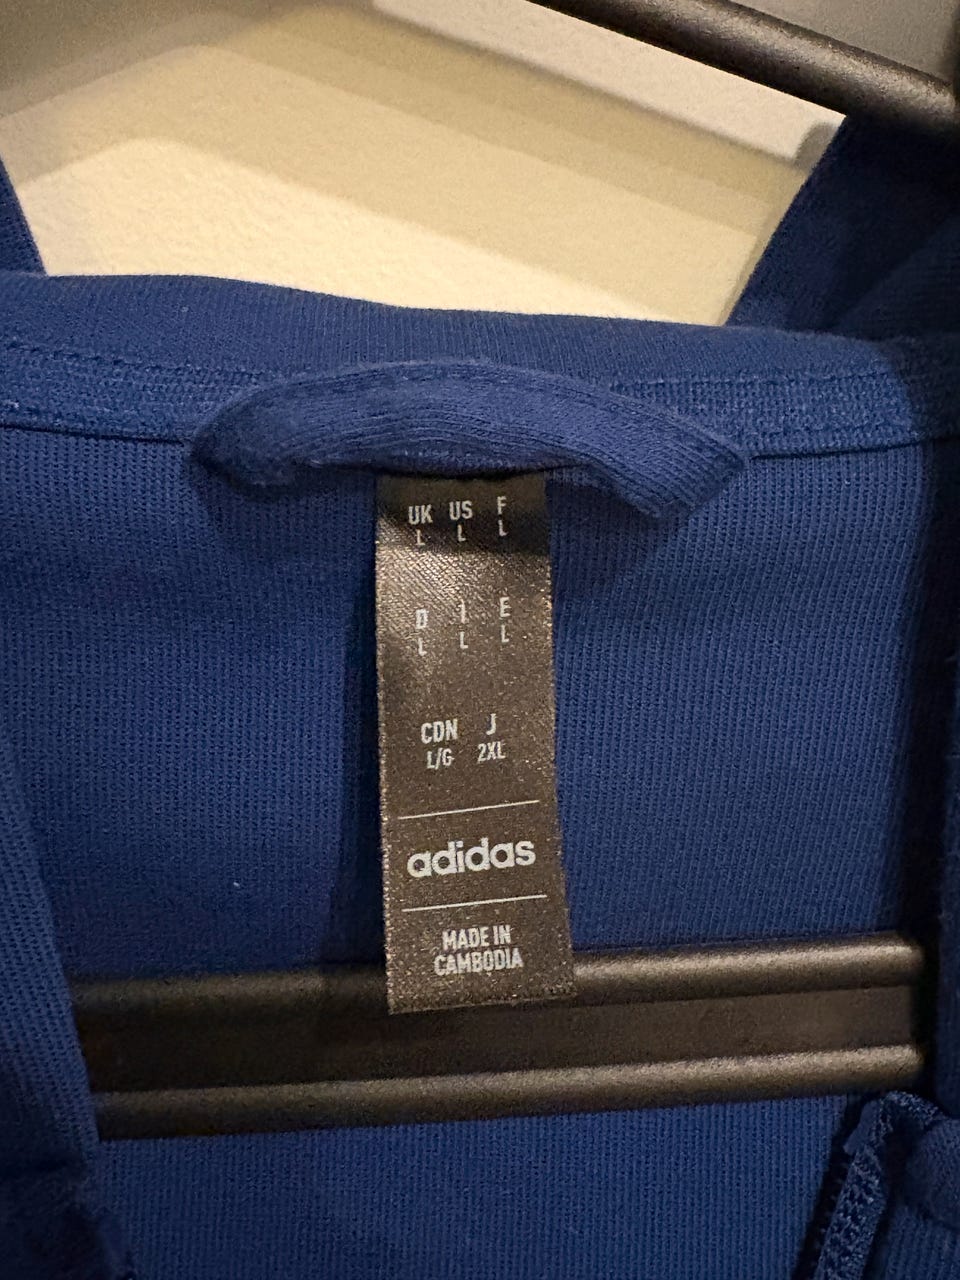 UK US F
L L L
D I E
L L L
CDN J
L/G 2XL
adidas
MADE IN
CAMBODIA